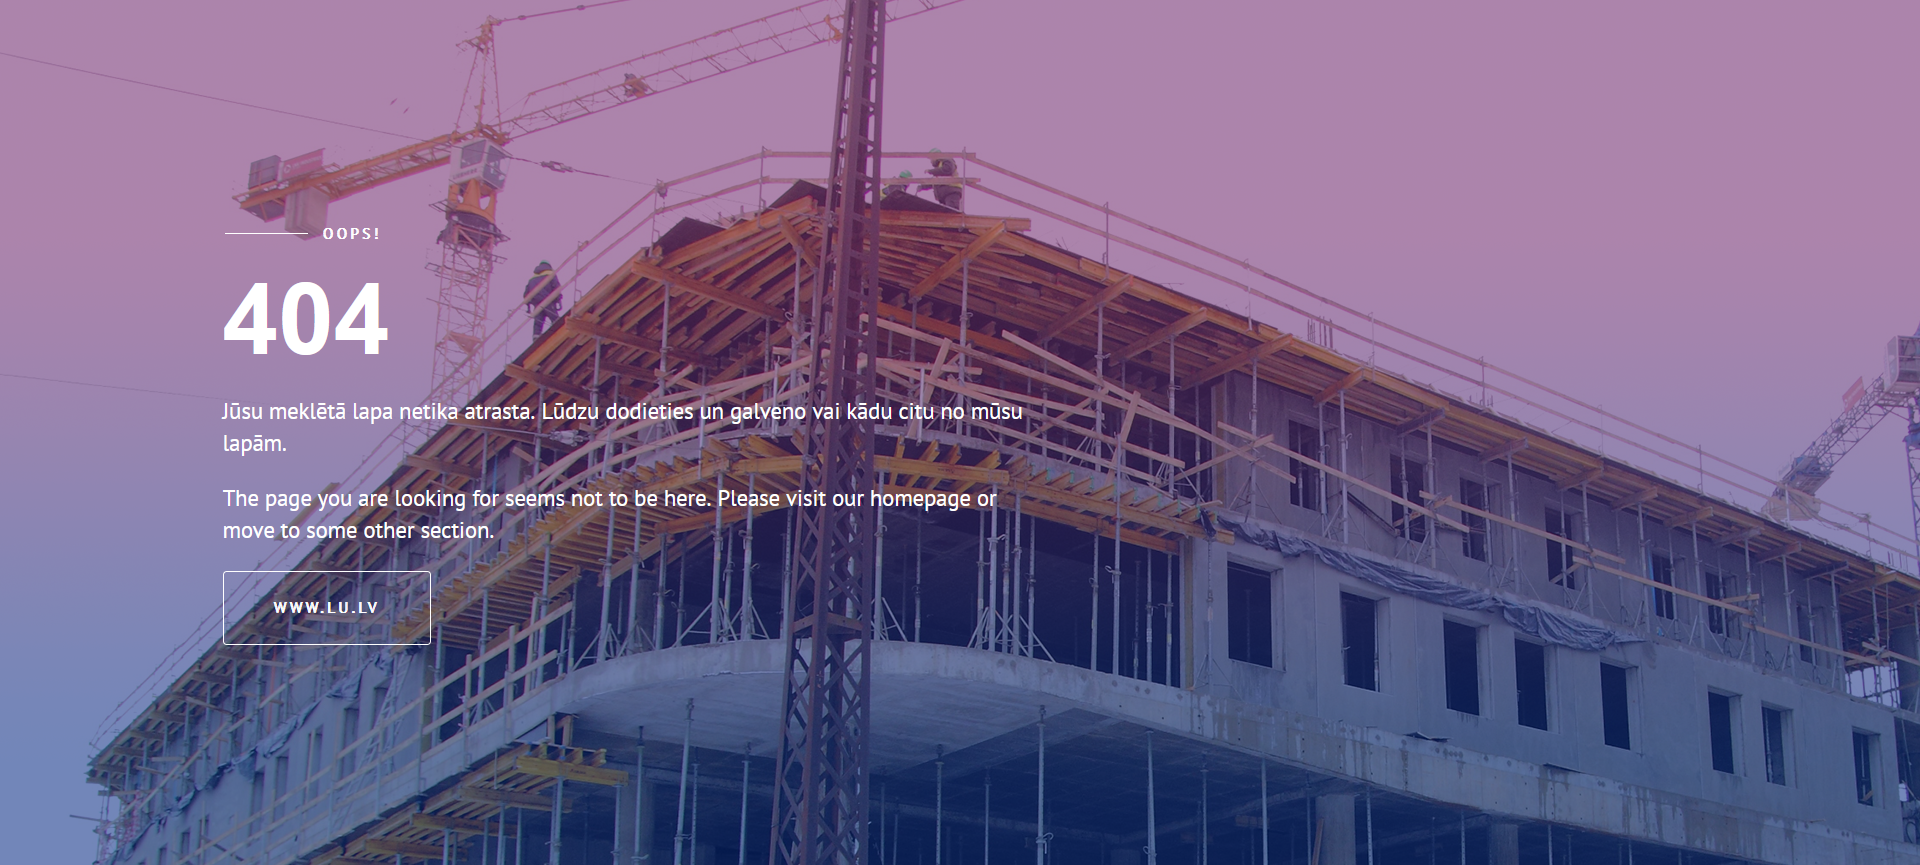 OOPS!
404
Jūsu meklētā lapa netika atrasta. Lūdzu dodieties un galveno vai kādu citu no mūsu
lapām.
The page you are looking for seems not to be here. Please visit our homepage or
move to some other section.
WWW.LU.LV